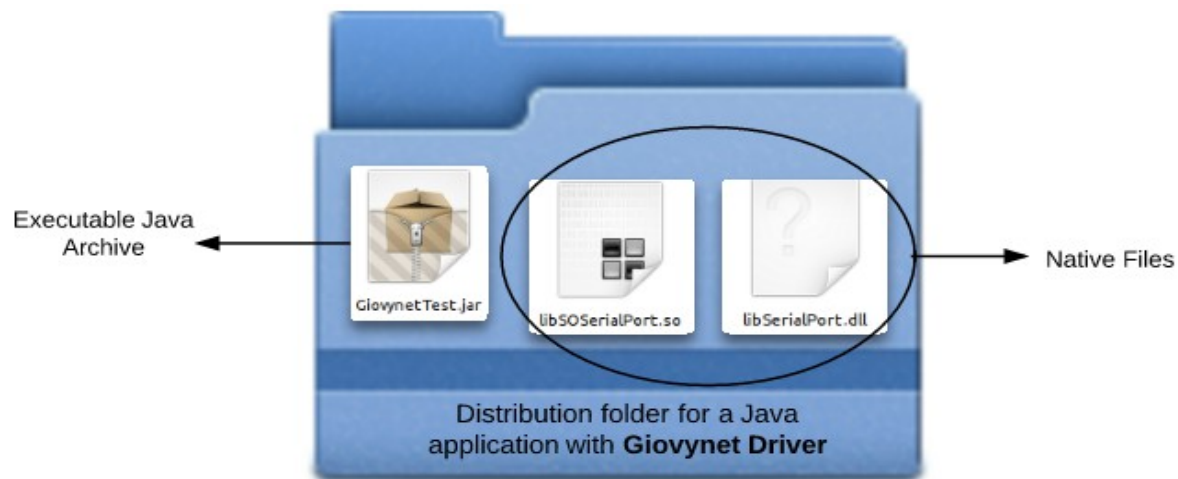 Executable Java
Archive
GiovynetTest.jar
libSOSerialPort.so
libSerialPort.dll
Native Files
Distribution folder for a Java
application with Giovynet Driver